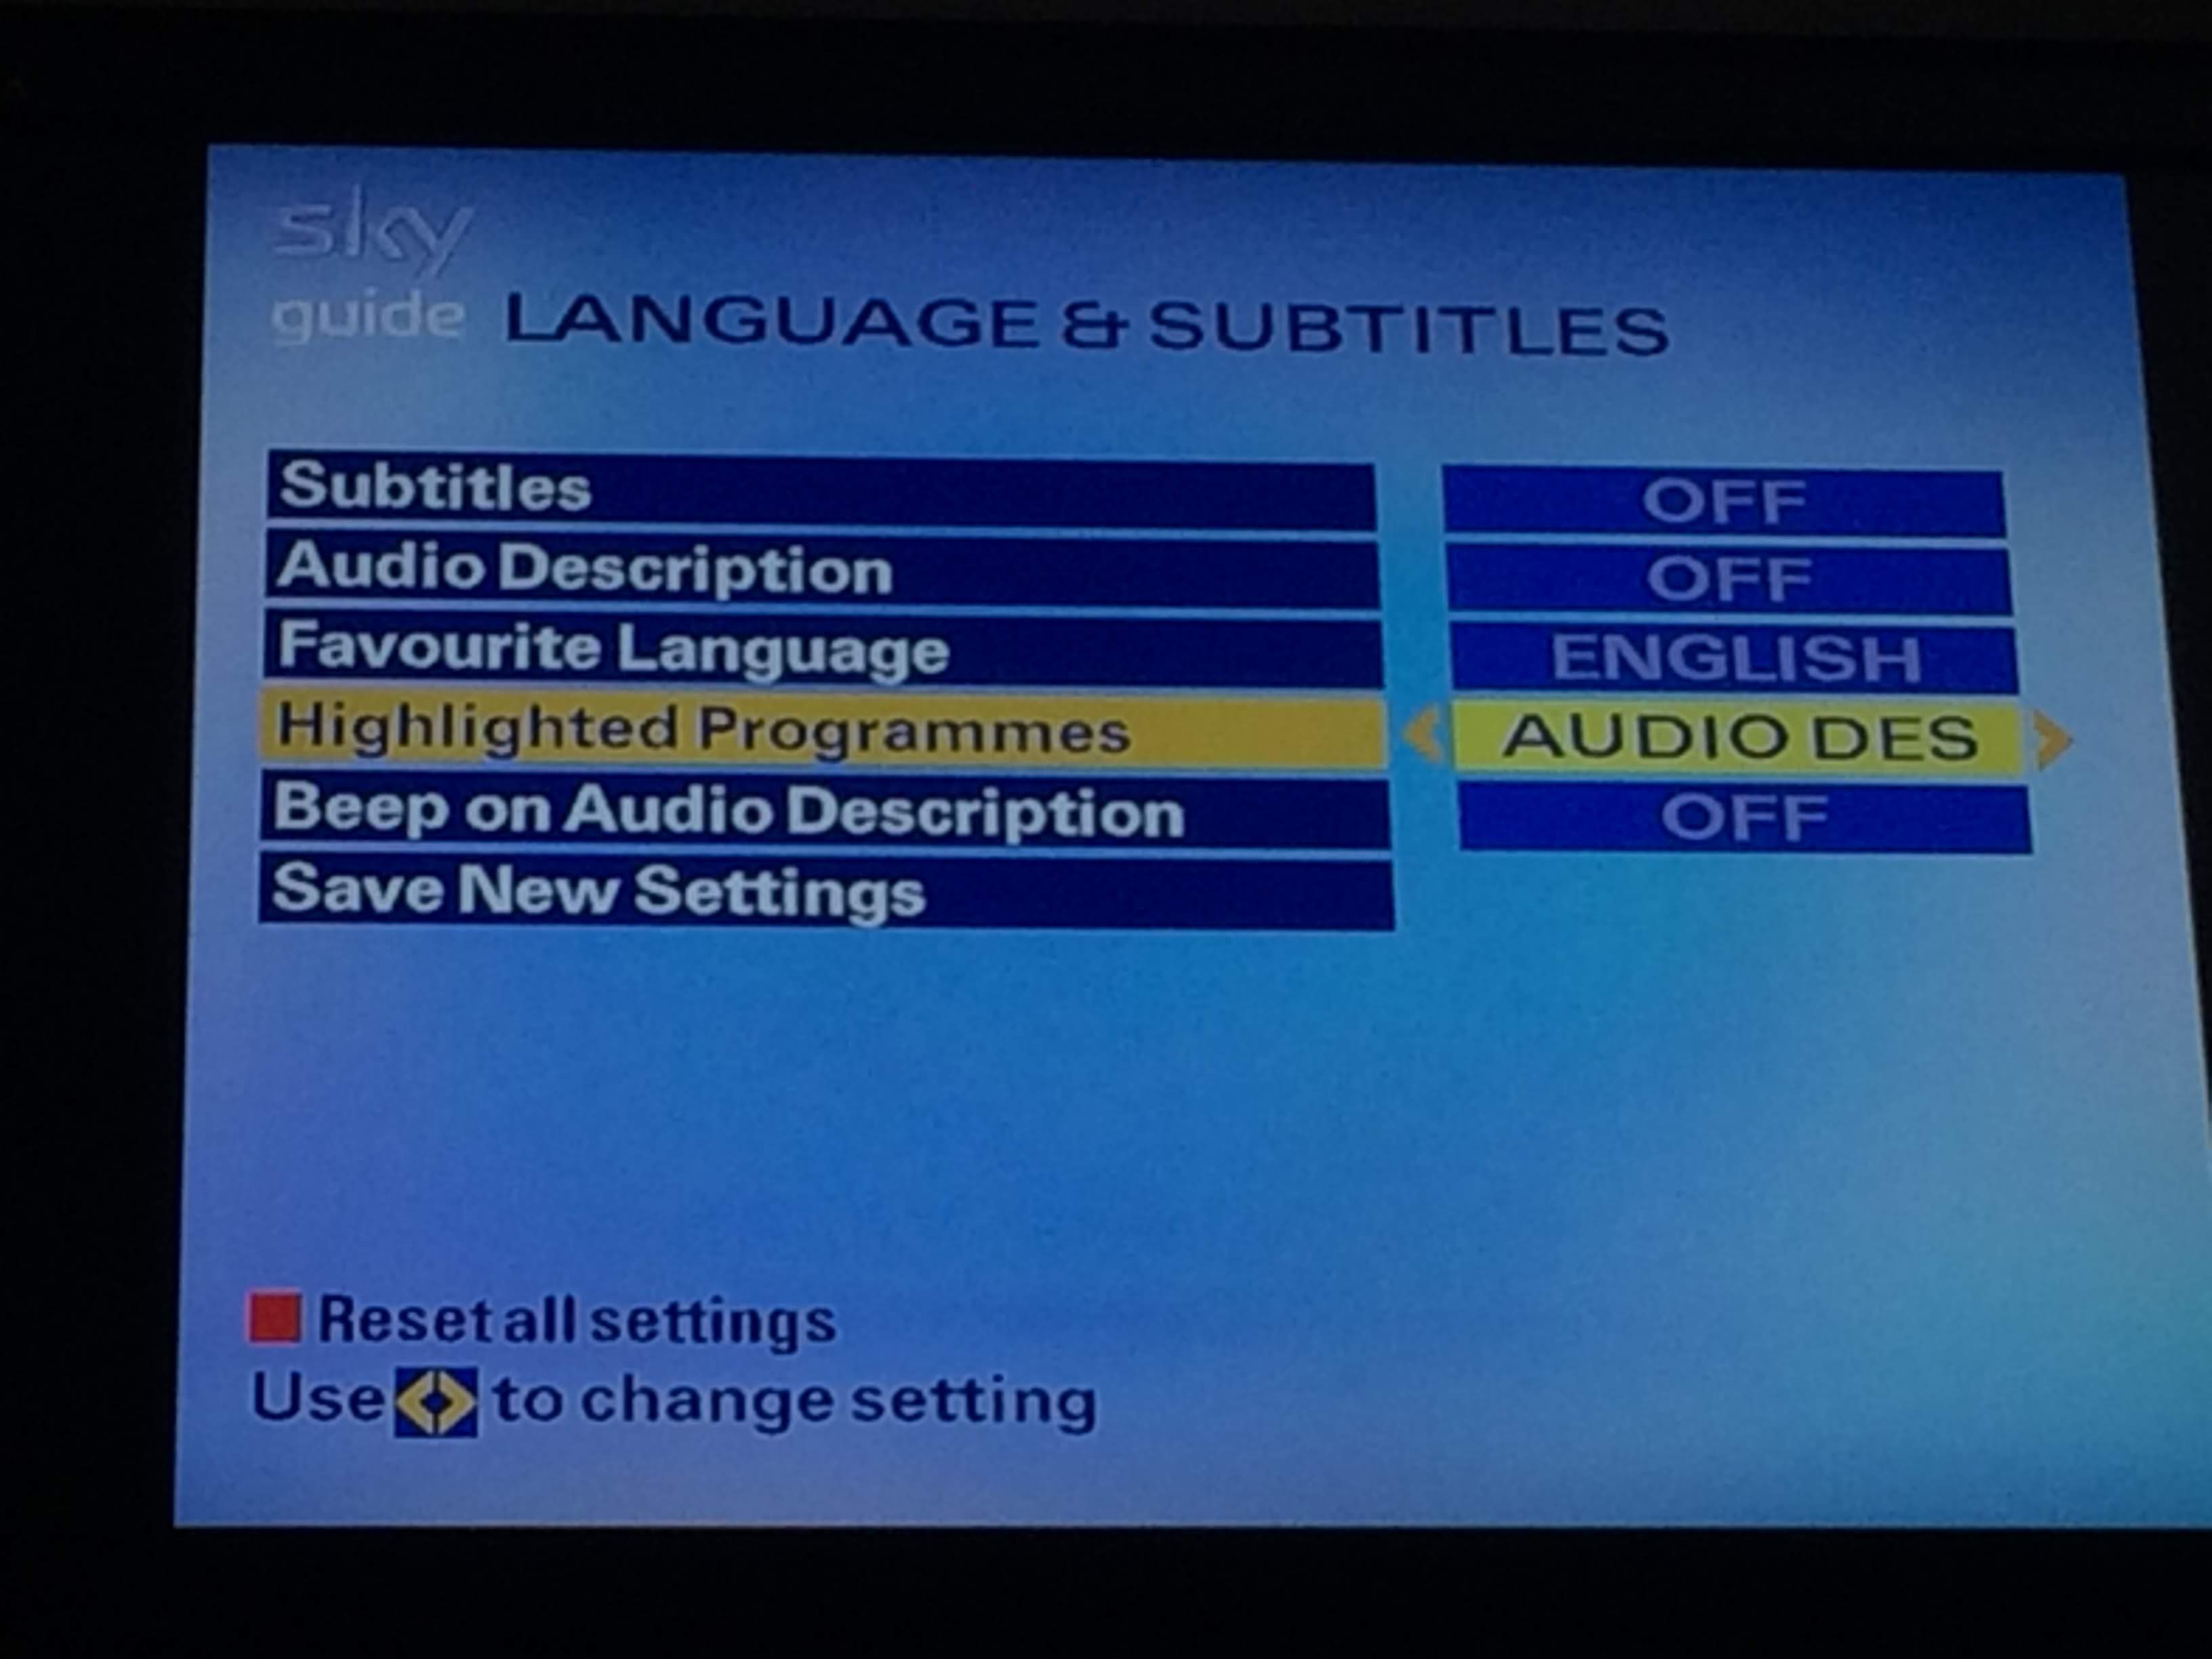 sky
guide LANGUAGE & SUBTITLES
Subtitles OFF
Audio Description OFF
Favourite Language ENGLISH
Highlighted Programmes AUDIO DES
Beep on Audio Description OFF
Save New Settings
Reset all settings
Use to change setting